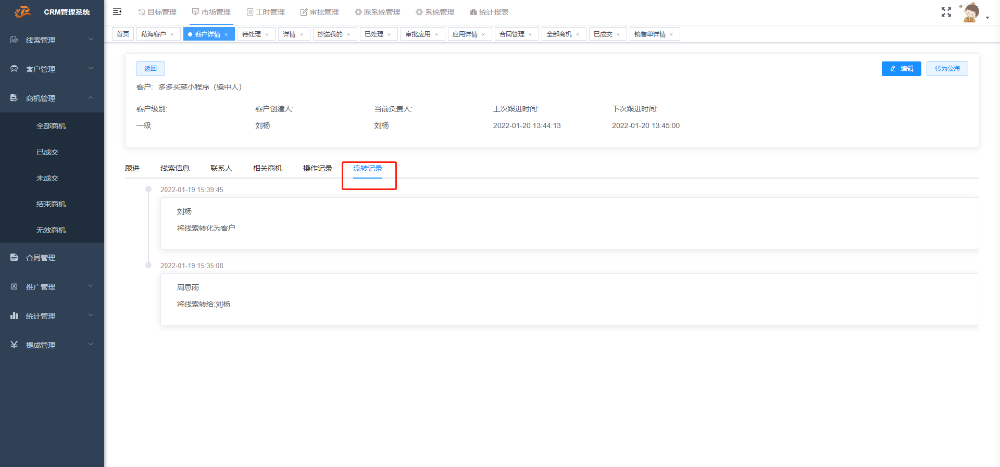 CRM管理系统
目标管理 市场管理 工时管理 审批管理 原系统管理 系统管理 统计报表
首页 私海客户 × 客户详情 × 待处理 × 详情 × 抄送我的 × 已处理 × 审批应用 × 应用详情 × 合同管理 × 全部商机 × 已成交 × 销售单详情 ×
线索管理
客户管理
商机管理
全部商机
已成交
未成交
结束商机
无效商机
合同管理
推广管理
统计管理
提成管理
返回 编辑 转为公海
客户: 多多买菜小程序（镜中人）
客户级别: 客户创建人: 当前负责人: 上次跟进时间: 下次跟进时间:
一级 刘杨 刘杨 2022-01-20 13:44:13 2022-01-20 13:45:00
跟进 线索信息 联系人 相关商机 操作记录 流转记录
2022-01-19 15:39:45
刘杨
将线索转化为客户
2022-01-19 15:35:08
周思雨
将线索转给:刘杨